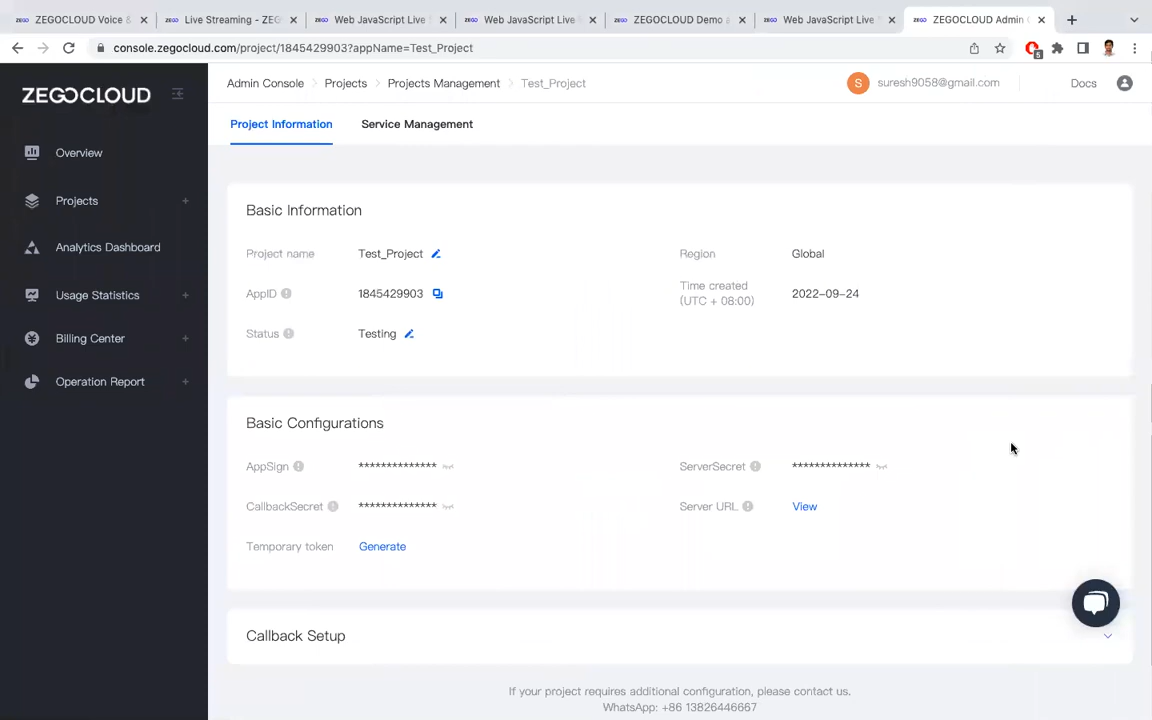 ZEGOCLOUD Voice &
Live Streaming - ZEG
Web JavaScript Live
Web JavaScript Live
ZEGOCLOUD Demo a
Web JavaScript Live
ZEGOCLOUD Admin C
console.zegocloud.com/project/1845429903?appName=Test_Project
5
ZEGOCLOUD
Admin Console
Projects
Projects Management
Test_Project
S
suresh9058@gmail.com
Docs
Project Information
Service Management
Overview
Projects +
Analytics Dashboard
Usage Statistics +
Billing Center +
Operation Report +
Basic Information
Project name
Test_Project
Region
Global
AppID
1845429903
Time created
(UTC + 08:00)
2022-09-24
Status
Testing
Basic Configurations
AppSign
**************
ServerSecret
**************
CallbackSecret
**************
Server URL
View
Temporary token
Generate
Callback Setup
If your project requires additional configuration, please contact us.
WhatsApp: +86 13826446667